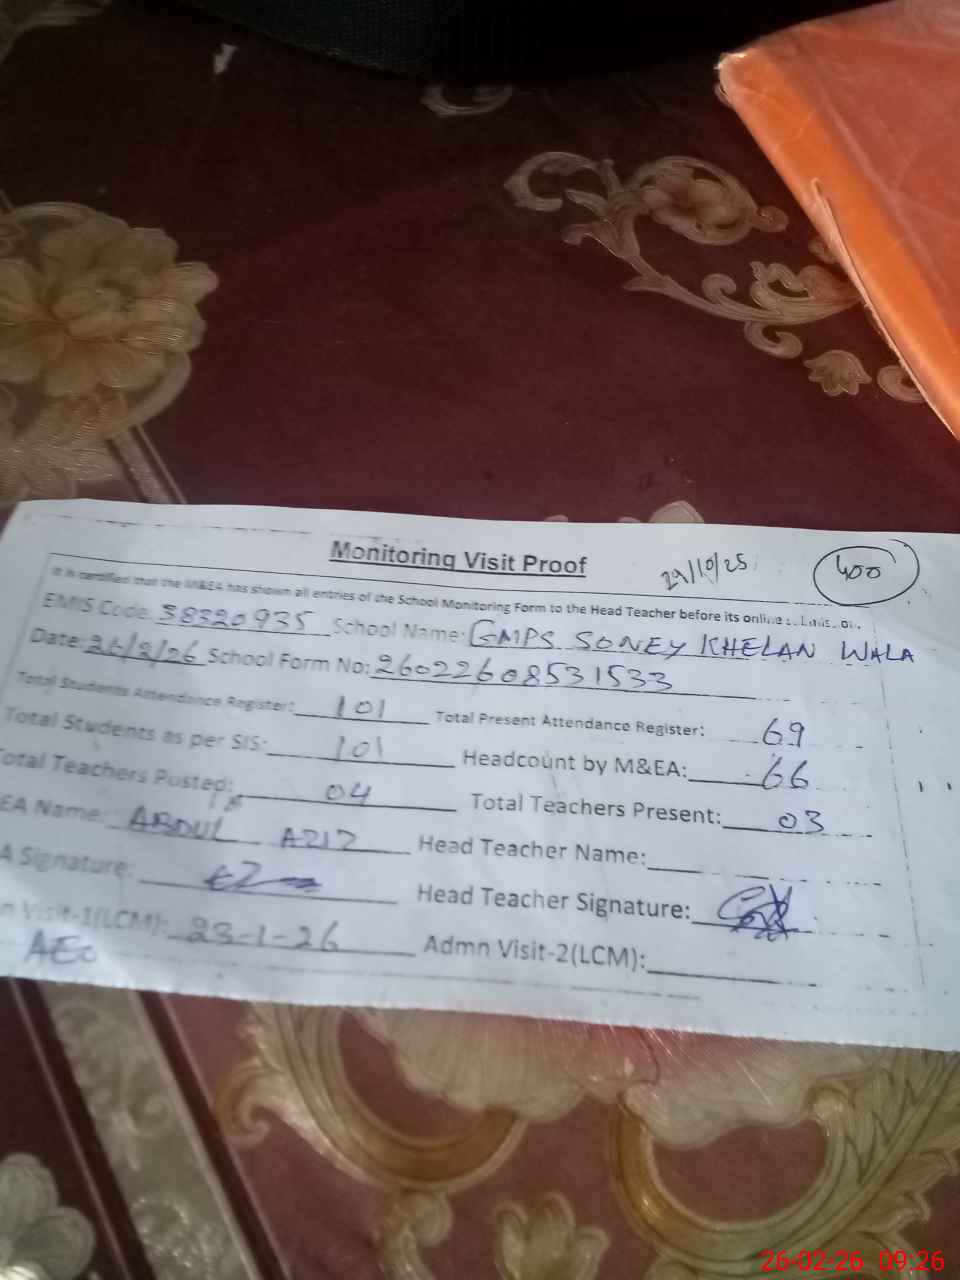 Monitoring Visit Proof
29/10/25
400
It is certified that the M&EA has shown all entries of the School Monitoring Form to the Head Teacher before its online
EMIS Code: 38320935 School Name: GMPS SONEY KHELAN WALA
Date: 26/2/26 School Form No: 26022608531533
Total Students Attendance Register: 101 Total Present Attendance Register: 69
Total Students as per SIS: 101 Headcount by M&EA: 66
otal Teachers Posted: 04 Total Teachers Present: 03
EA Name: ABDUL AZIZ Head Teacher Name:
A Signature: Head Teacher Signature:
n Visit-1(LCM): 23-1-26 Admn Visit-2(LCM):
AEO
26-02-26 09:26